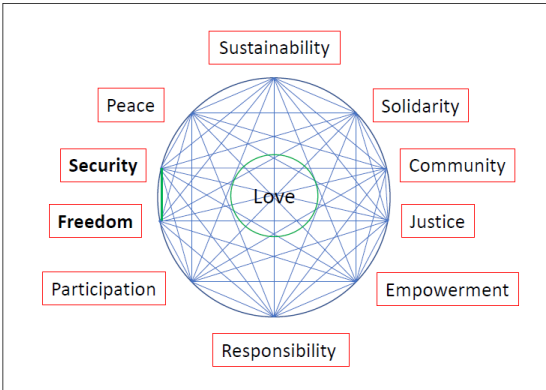 Sustainability
Peace
Solidarity
Security
Community
Love
Freedom
Justice
Participation
Empowerment
Responsibility